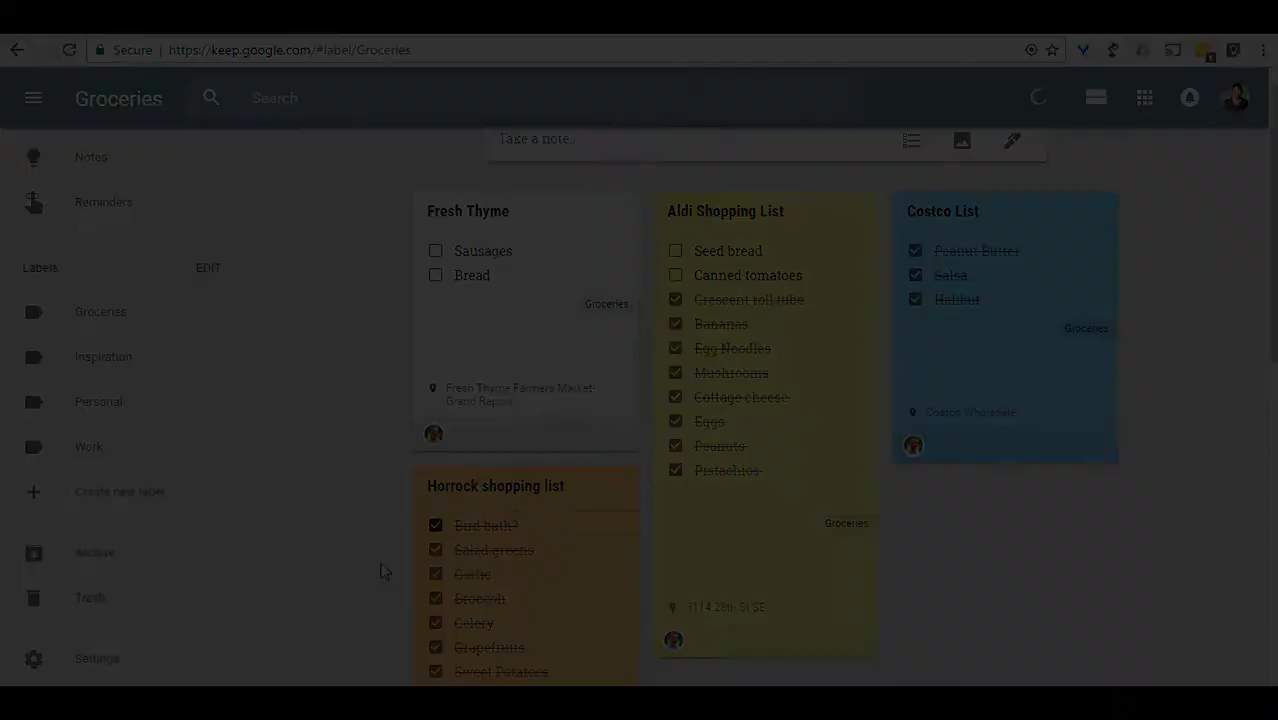 Secure
https://keep.google.com/#label/Groceries
Groceries
Search
Take a note...
Notes
Reminders
Labels
EDIT
Groceries
Inspiration
Personal
Work
Create new label
Archive
Trash
Settings
Fresh Thyme
Sausages
Bread
Groceries
Fresh Thyme Farmers Market-
Grand Rapids
Horrock shopping list
Bird bath?
Salad greens
Garlic
Broccoli
Celery
Grapefruits
Sweet Potatoes
Aldi Shopping List
Seed bread
Canned tomatoes
Crescent roll tube
Bananas
Egg Noodles
Mushrooms
Cottage cheese
Eggs
Peanuts
Pistachios
Groceries
3114 28th St SE
Costco List
Peanut Butter
Salsa
Halibut
Groceries
Costco Wholesale